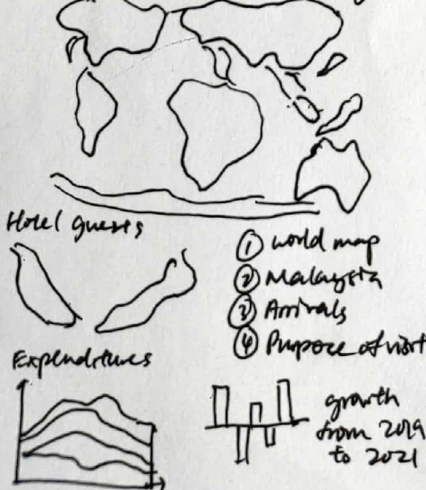 Hotel guests
① world map
② Malaysia
③ Arrivals
④ Purpose of visit
Expenditures
growth
from 2019
to 2021